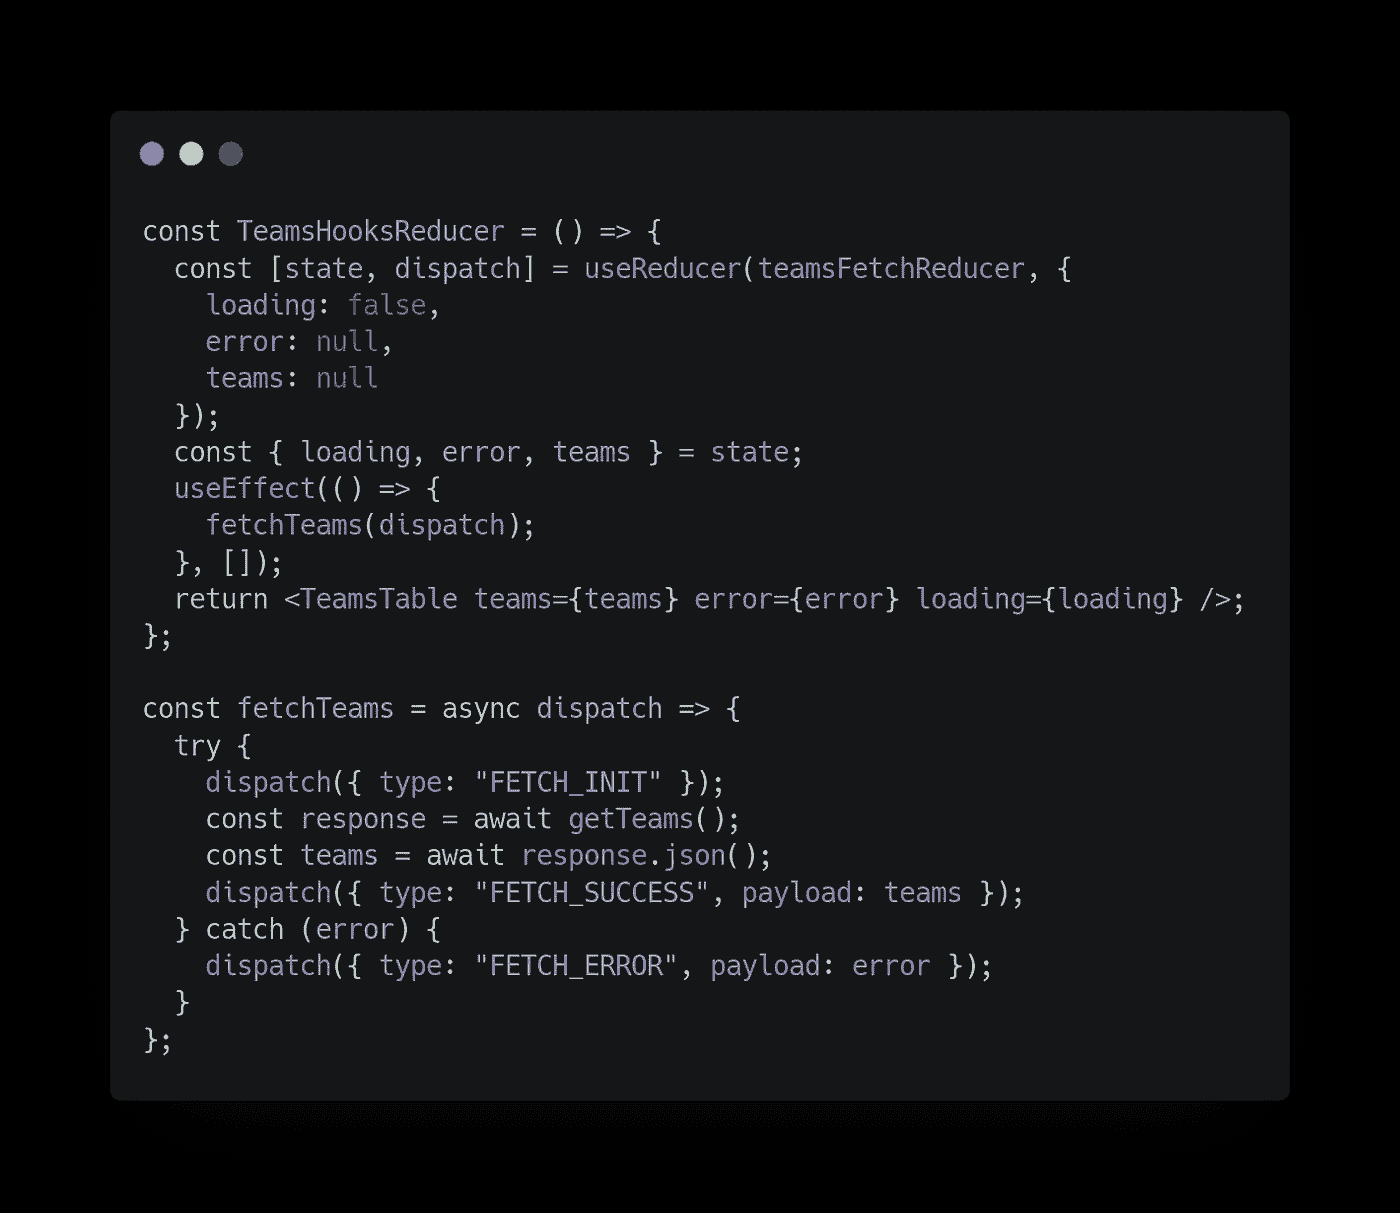 const TeamsHooksReducer = () => {
  const [state, dispatch] = useReducer(teamsFetchReducer, {
    loading: false,
    error: null,
    teams: null
  });
  const { loading, error, teams } = state;
  useEffect(() => {
    fetchTeams(dispatch);
  }, []);
  return <TeamsTable teams={teams} error={error} loading={loading} />;
};

const fetchTeams = async dispatch => {
  try {
    dispatch({ type: "FETCH_INIT" });
    const response = await getTeams();
    const teams = await response.json();
    dispatch({ type: "FETCH_SUCCESS", payload: teams });
  } catch (error) {
    dispatch({ type: "FETCH_ERROR", payload: error });
  }
};